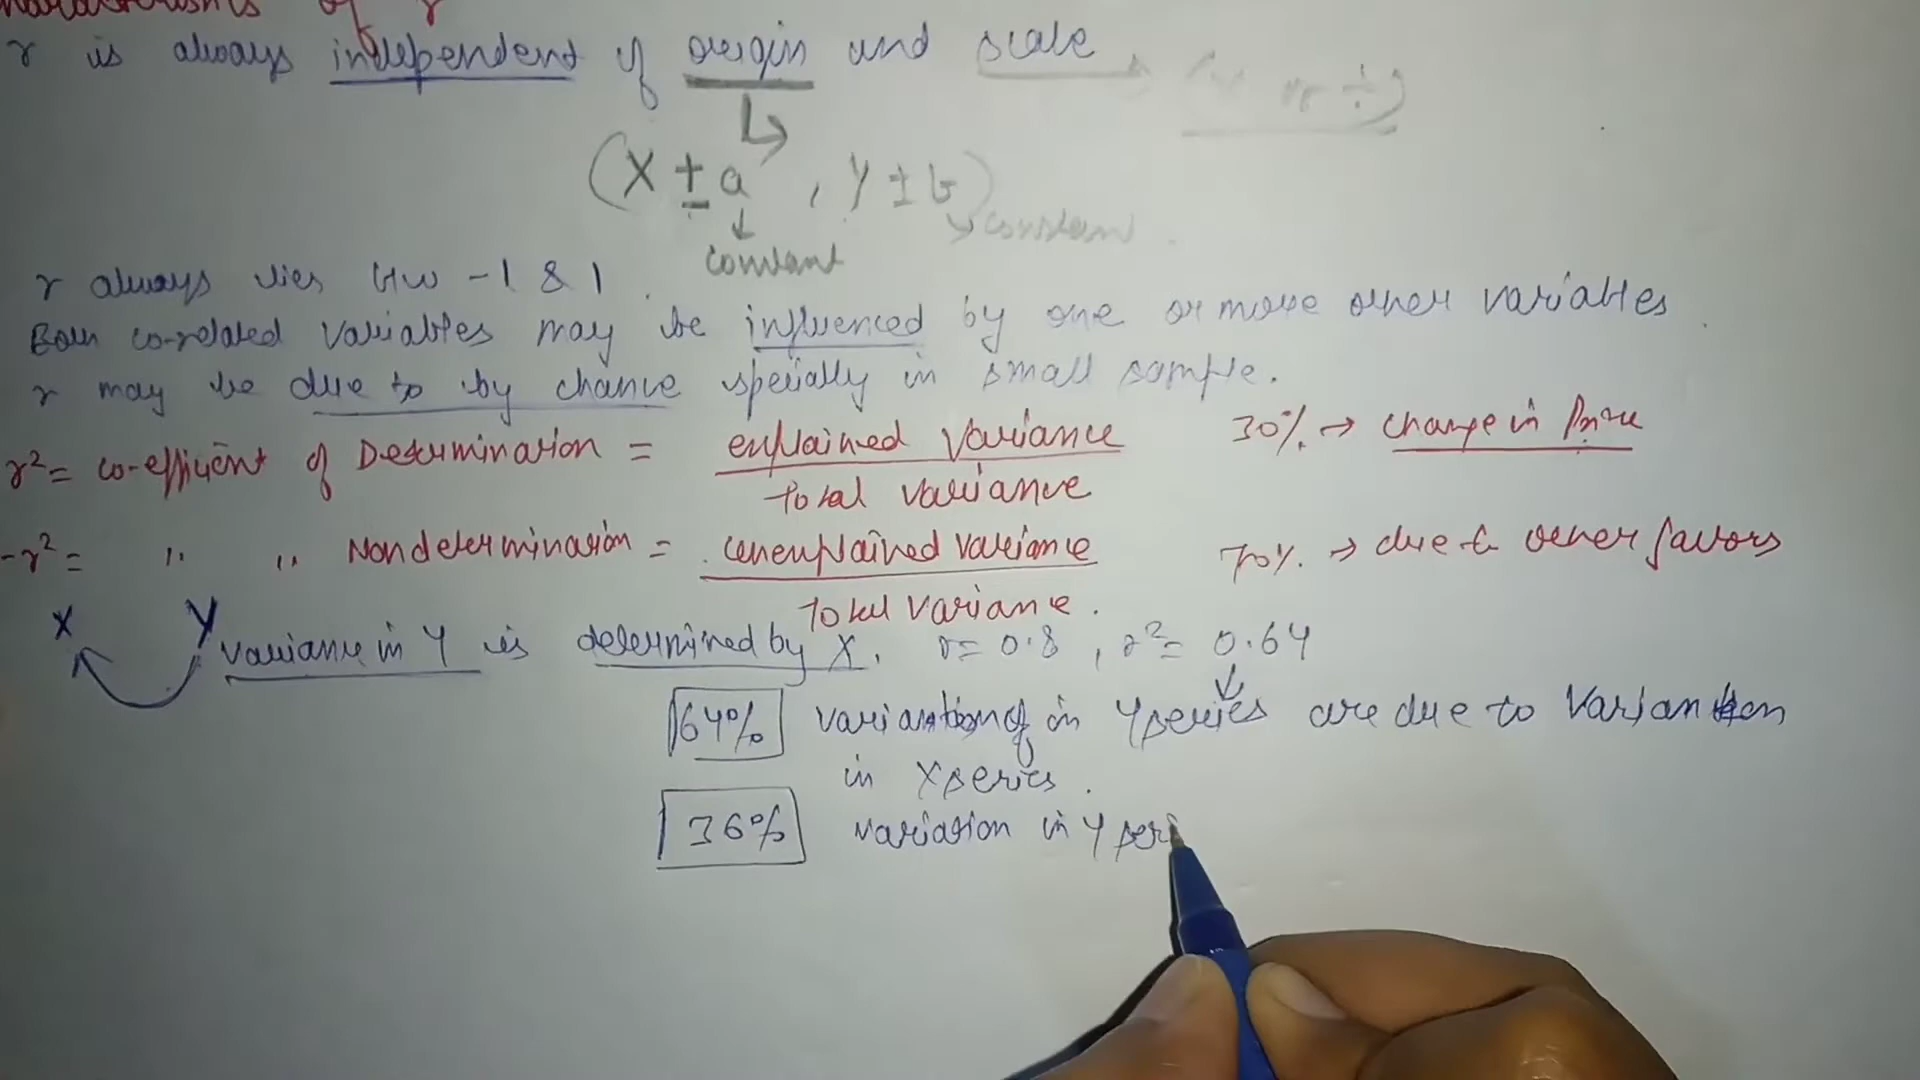 of r
r is always independent of origin and scale → or ÷)
(X ± a , Y ± b)
constant
constant
r always lies btw -1 & 1.
Both co-related variables may be influenced by one or more other variables.
r may be due to by chance specially in small sample.
r² = co-efficient of Determination = explained variance 30% → change in Price
Total variance
-r² = " " Nondetermination = unexplained variance 70% → due to other factors
Total variance.
X Y variance in Y is determined by X. r = 0.8 , r² = 0.64
64% in Y series are due to
in X series.
36% variation in Y seri